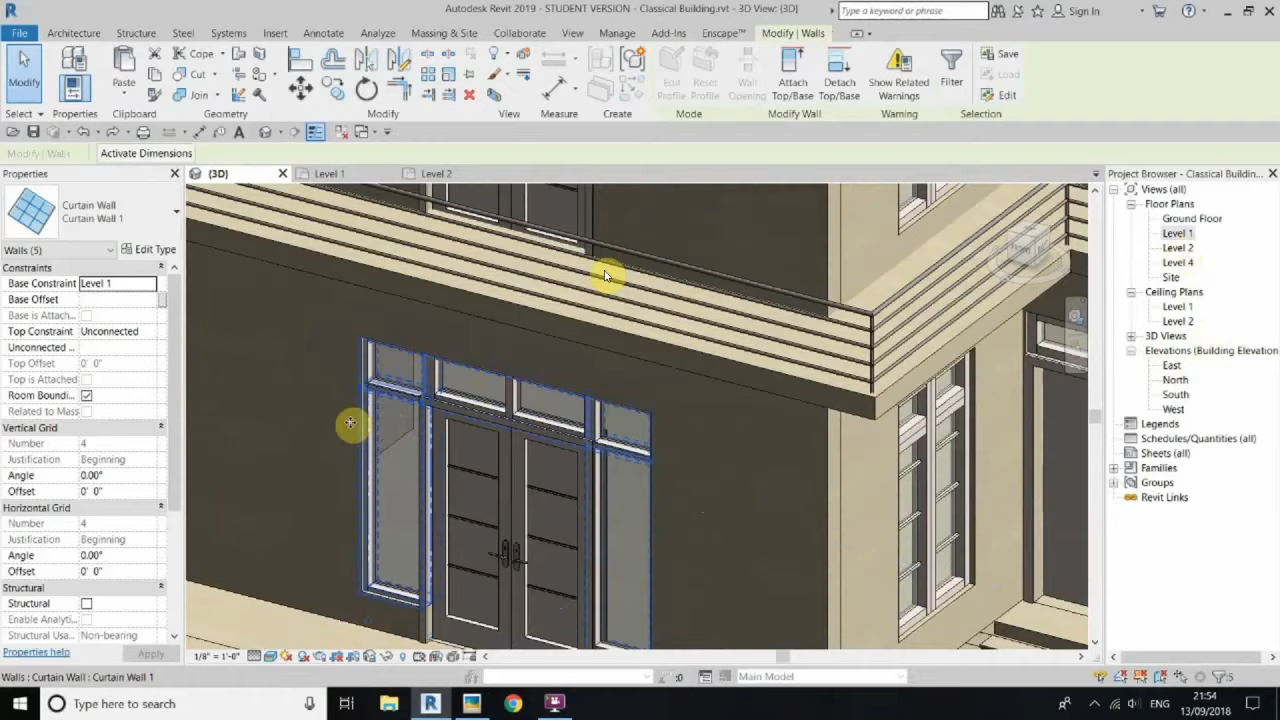 Autodesk Revit 2019 - STUDENT VERSION - Classical Building.rvt - 3D View: {3D}
Type a keyword or phrase
Sign In
File
Architecture
Structure
Steel
Systems
Insert
Annotate
Analyze
Massing & Site
Collaborate
View
Manage
Add-Ins
Enscape™
Modify | Walls
Modify
Properties
Paste
Cope
Cut
Join
Edit Profile
Reset Profile
Wall Opening
Attach Top/Base
Detach Top/Base
Show Related Warnings
Filter
Save
Load
Edit
Select
Properties
Clipboard
Geometry
Modify
View
Measure
Create
Mode
Modify Wall
Warning
Selection
Modify | Walls
Activate Dimensions
Properties
{3D}
Level 1
Level 2
Project Browser - Classical Buildin...
Curtain Wall
Curtain Wall 1
Walls (5)
Edit Type
Constraints
Base Constraint Level 1
Base Offset
Base is Attach...
Top Constraint Unconnected
Unconnected ...
Top Offset 0' 0"
Top is Attached
Room Boundi...
Related to Mass
Vertical Grid
Number 4
Justification Beginning
Angle 0.00°
Offset 0' 0"
Horizontal Grid
Number 4
Justification Beginning
Angle 0.00°
Offset 0' 0"
Structural
Structural
Enable Analyti...
Structural Usa... Non-bearing
Properties help
Apply
Views (all)
Floor Plans
Ground Floor
Level 1
Level 2
Level 4
Site
Ceiling Plans
Level 1
Level 2
3D Views
Elevations (Building Elevation
East
North
South
West
Legends
Schedules/Quantities (all)
Sheets (all)
Families
Groups
Revit Links
1/8" = 1'-0"
Walls : Curtain Wall : Curtain Wall 1
:0
Main Model
:5
Type here to search
ENG
21:54
13/09/2018